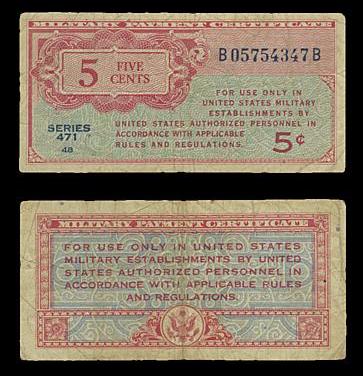 MILITARY PAYMENT CERTIFICATE
5 FIVE CENTS
B05754347B
FOR USE ONLY IN
UNITED STATES MILITARY
ESTABLISHMENTS BY
UNITED STATES AUTHORIZED PERSONNEL IN
ACCORDANCE WITH APPLICABLE
RULES AND REGULATIONS.
5¢
SERIES
471
48
MILITARY PAYMENT CERTIFICATE
FOR USE ONLY IN UNITED STATES
MILITARY ESTABLISHMENTS BY UNITED
STATES AUTHORIZED PERSONNEL IN
ACCORDANCE WITH APPLICABLE RULES
AND REGULATIONS.